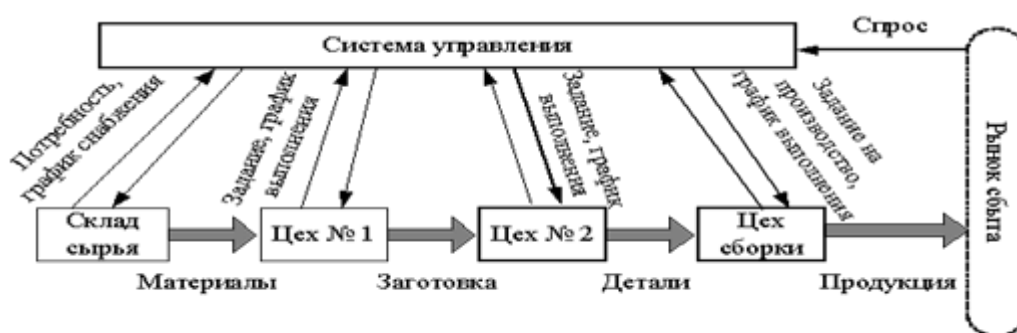 Спрос
Система управления
Потребность,
график снабжения
Задание, график
выполнения
Задание, график
выполнения
Задание на
производство,
график выполнения
Рынок сбыта
Склад
сырья
Цех № 1
Цех № 2
Цех
сборки
Материалы
Заготовка
Детали
Продукция